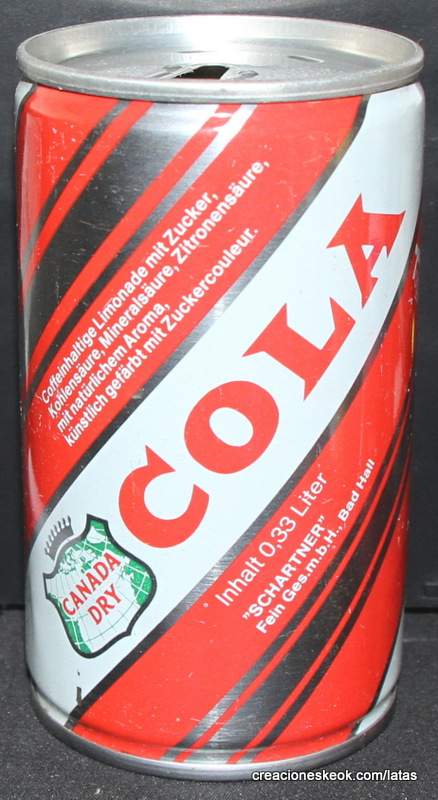 Coffeinhaltige Limonade mit Zucker,
Kohlensäure, Mineralsäure, Zitronensäure,
mit natürlichem Aroma,
künstlich gefärbt mit Zuckercouleur.
COLA
CANADA
DRY
Inhalt 0,33 Liter
"SCHARTNER"
Fein Ges.m.b.H., Bad Hall
creacioneskeok.com/latas